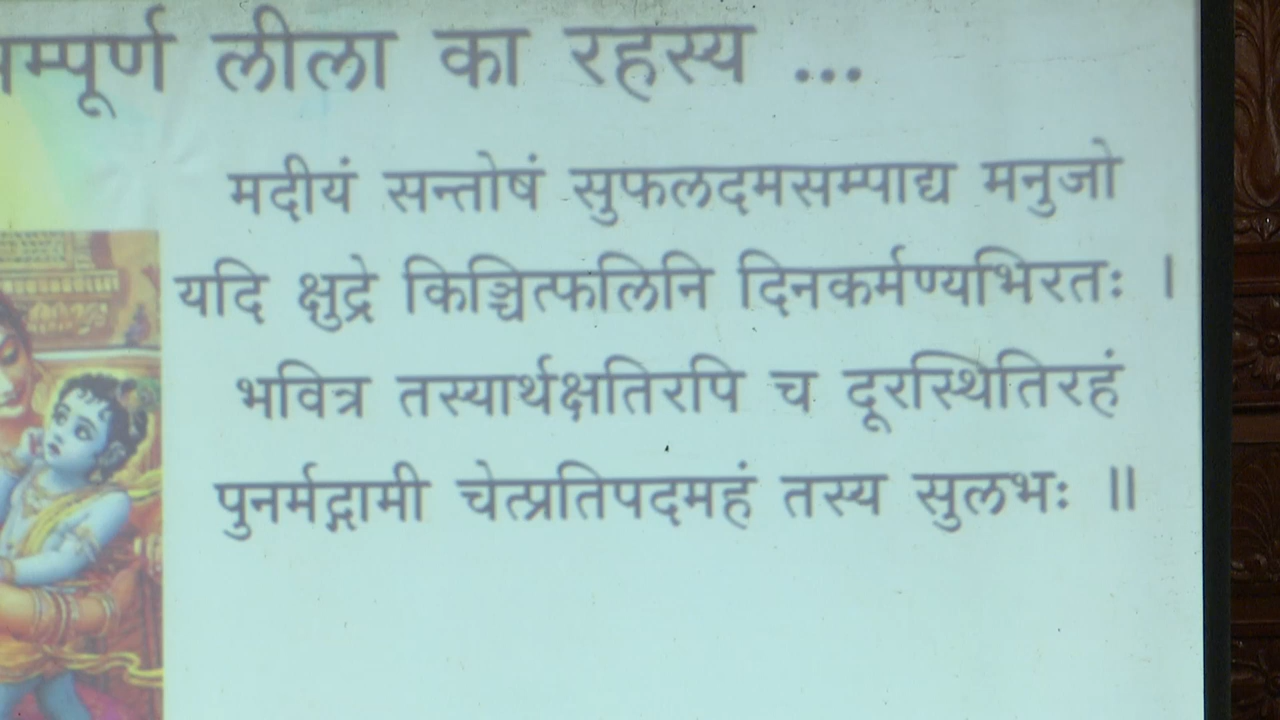 म्पूर्ण लीला का रहस्य ...
मदीयं सन्तोषं सुफलदमसम्पाद्य मनुजो
यदि क्षुद्रे किञ्चित्फलिनि दिनकर्मण्यभिरतः ।
भवित्र तस्यार्थक्षतिरपि च दूरस्थितिरहं
पुनर्मद्गामी चेत्प्रतिपदमहं तस्य सुलभः ॥